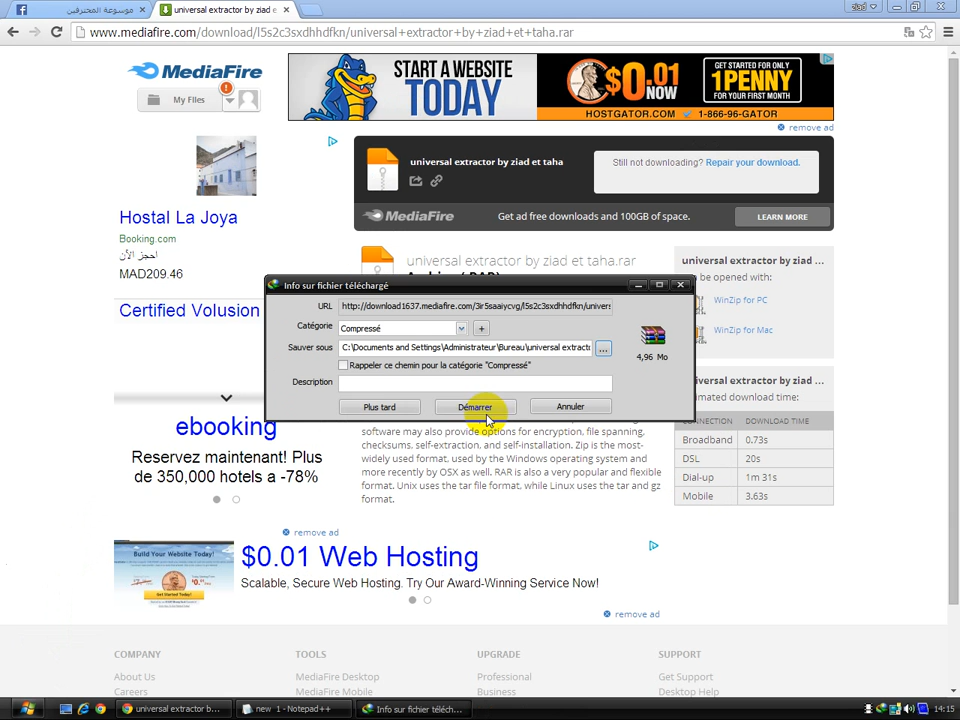 موسوعة المحترفين
universal extractor by ziad e
ziad
www.mediafire.com/download/l5s2c3sxdhhdfkn/universal+extractor+by+ziad+et+taha.rar
MediaFire
My FIles
START A WEBSITE
TODAY
$0.01
NOW
GET STARTED FOR ONLY
1PENNY
FOR YOUR FIRST MONTH
HOSTGATOR.COM
1-866-96-GATOR
remove ad
universal extractor by ziad et taha
Still not downloading? Repair your download.
MediaFire
Get ad free downloads and 100GB of space.
LEARN MORE
Hostal La Joya
Booking.com
احجز الأن
MAD209.46
Certified Volusion
universal extractor by ziad et taha.rar
universal extractor by ziad ...
n be opened with:
WinZip for PC
WinZip for Mac
Info sur fichier téléchargé
URL
http://download1637.mediafire.com/3ir5saaiycvg/l5s2c3sxdhhdfkn/univers
Catégorie
Compressé
+
Sauver sous
C:\Documents and Settings\Administrateur\Bureau\universal extract
...
4,96 Mo
Rappeler ce chemin pour la catégorie "Compressé"
Description
Plus tard
Démarrer
Annuler
universal extractor by ziad ...
imated download time:
NNECTION
DOWNLOAD TIME
Broadband
0.73s
DSL
20s
Dial-up
1m 31s
Mobile
3.63s
software may also provide options for encryption, file spanning,
checksums, self-extraction, and self-installation. Zip is the most-
widely used format, used by the Windows operating system and
more recently by OSX as well. RAR is also a very popular and flexible
format. Unix uses the tar file format, while Linux uses the tar and gz
format.
ebooking
Reservez maintenant! Plus
de 350,000 hotels a -78%
remove ad
Build Your Website Today!
$0.01 Web Hosting
Scalable, Secure Web Hosting. Try Our Award-Winning Service Now!
remove ad
COMPANY
About Us
Careers
TOOLS
MediaFire Desktop
MediaFire Mobile
UPGRADE
Professional
Business
SUPPORT
Get Support
Desktop Help
universal extractor b...
new 1 - Notepad++
Info sur fichier téléch...
14:15